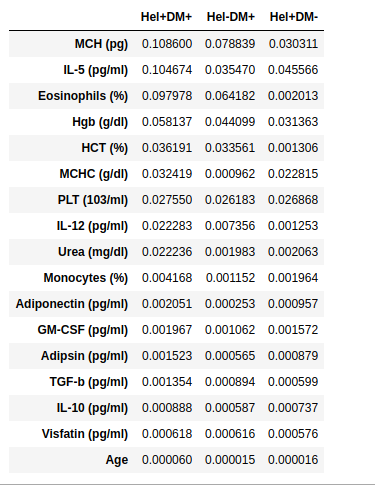 Hel+DM+ Hel-DM+ Hel+DM-
MCH (pg) 0.108600 0.078839 0.030311
IL-5 (pg/ml) 0.104674 0.035470 0.045566
Eosinophils (%) 0.097978 0.064182 0.002013
Hgb (g/dl) 0.058137 0.044099 0.031363
HCT (%) 0.036191 0.033561 0.001306
MCHC (g/dl) 0.032419 0.000962 0.022815
PLT (103/ml) 0.027550 0.026183 0.026868
IL-12 (pg/ml) 0.022283 0.007356 0.001253
Urea (mg/dl) 0.022236 0.001983 0.002063
Monocytes (%) 0.004168 0.001152 0.001964
Adiponectin (pg/ml) 0.002051 0.000253 0.000957
GM-CSF (pg/ml) 0.001967 0.001062 0.001572
Adipsin (pg/ml) 0.001523 0.000565 0.000879
TGF-b (pg/ml) 0.001354 0.000894 0.000599
IL-10 (pg/ml) 0.000888 0.000587 0.000737
Visfatin (pg/ml) 0.000618 0.000616 0.000576
Age 0.000060 0.000015 0.000016